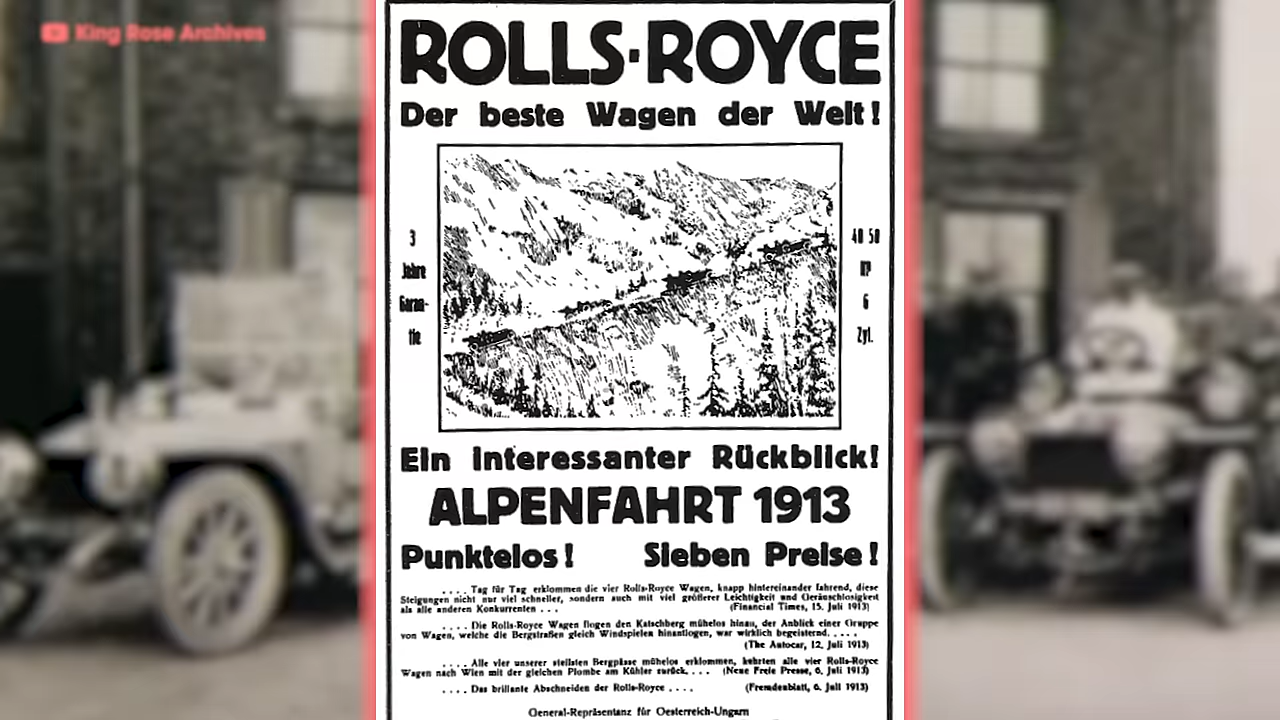 King Rose Archives
ROLLS-ROYCE
Der beste Wagen der Welt!
3
Jahre
Garan-
tie
40 50
HP
6
Zyl.
Ein interessanter Rückblick!
ALPENFAHRT 1913
Punktelos! Sieben Preise!
.... Tag für Tag erklommen die vier Rolls-Royce Wagen, knapp hintereinander fahrend, diese
Steigungen nicht nur viel schneller, sondern auch mit viel größerer Leichtigkeit und Geräuschlosigkeit
als alle anderen Konkurrenten ... (Financial Times, 15. Juli 1913)
.... Die Rolls-Royce Wagen flogen den Katschberg mühelos hinan, der Anblick einer Gruppe
von Wagen, welche die Bergstraßen gleich Windspielen hinanflogen, war wirklich begeisternd. ....
(The Autocar, 12. Juli 1913)
.... Alle vier unserer steilsten Bergpässe mühelos erklommen, kehrten alle vier Rolls-Royce
Wagen nach Wien mit der gleichen Plombe am Kühler zurück.... (Neue Freie Presse, 6. Juli 1913)
.... Das brillante Abschneiden der Rolls-Royce .... (Fremdenblatt, 6. Juli 1913)
General-Repräsentanz für Oesterreich-Ungarn